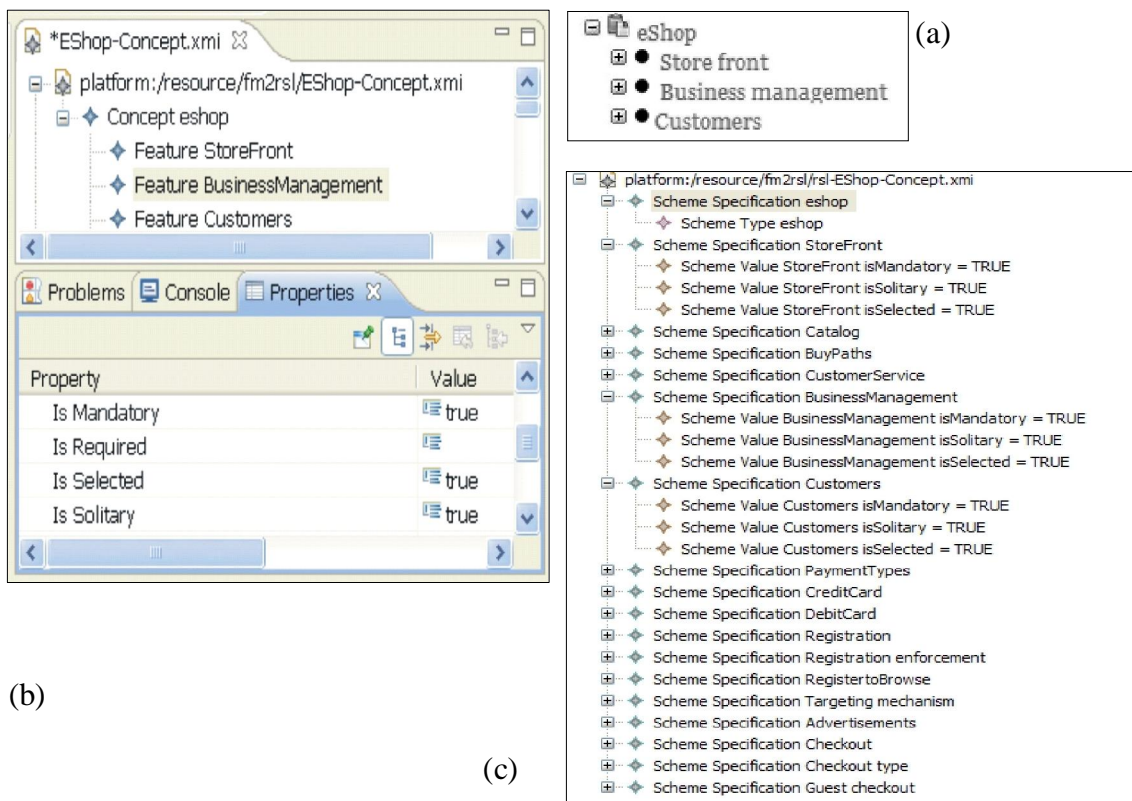 *EShop-Concept.xmi
platform:/resource/fm2rsl/EShop-Concept.xmi
Concept eshop
Feature StoreFront
Feature BusinessManagement
Feature Customers
Problems Console Properties
Property Value
Is Mandatory true
Is Required
Is Selected true
Is Solitary true
(b)
eShop
Store front
Business management
Customers
(a)
platform:/resource/fm2rsl/rsl-EShop-Concept.xmi
Scheme Specification eshop
Scheme Type eshop
Scheme Specification StoreFront
Scheme Value StoreFront isMandatory = TRUE
Scheme Value StoreFront isSolitary = TRUE
Scheme Value StoreFront isSelected = TRUE
Scheme Specification Catalog
Scheme Specification BuyPaths
Scheme Specification CustomerService
Scheme Specification BusinessManagement
Scheme Value BusinessManagement isMandatory = TRUE
Scheme Value BusinessManagement isSolitary = TRUE
Scheme Value BusinessManagement isSelected = TRUE
Scheme Specification Customers
Scheme Value Customers isMandatory = TRUE
Scheme Value Customers isSolitary = TRUE
Scheme Value Customers isSelected = TRUE
Scheme Specification PaymentTypes
Scheme Specification CreditCard
Scheme Specification DebitCard
Scheme Specification Registration
Scheme Specification Registration enforcement
Scheme Specification RegistertoBrowse
Scheme Specification Targeting mechanism
Scheme Specification Advertisements
Scheme Specification Checkout
Scheme Specification Checkout type
Scheme Specification Guest checkout
(c)